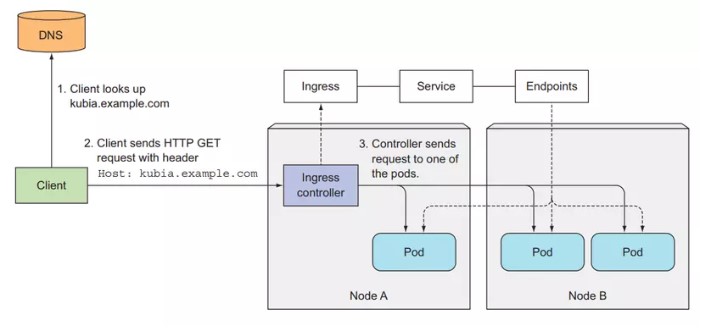 DNS
1. Client looks up
kubia.example.com
Ingress
Service
Endpoints
2. Client sends HTTP GET
request with header
Host: kubia.example.com
3. Controller sends
request to one of
the pods.
Client
Ingress
controller
Pod
Pod
Pod
Node A
Node B